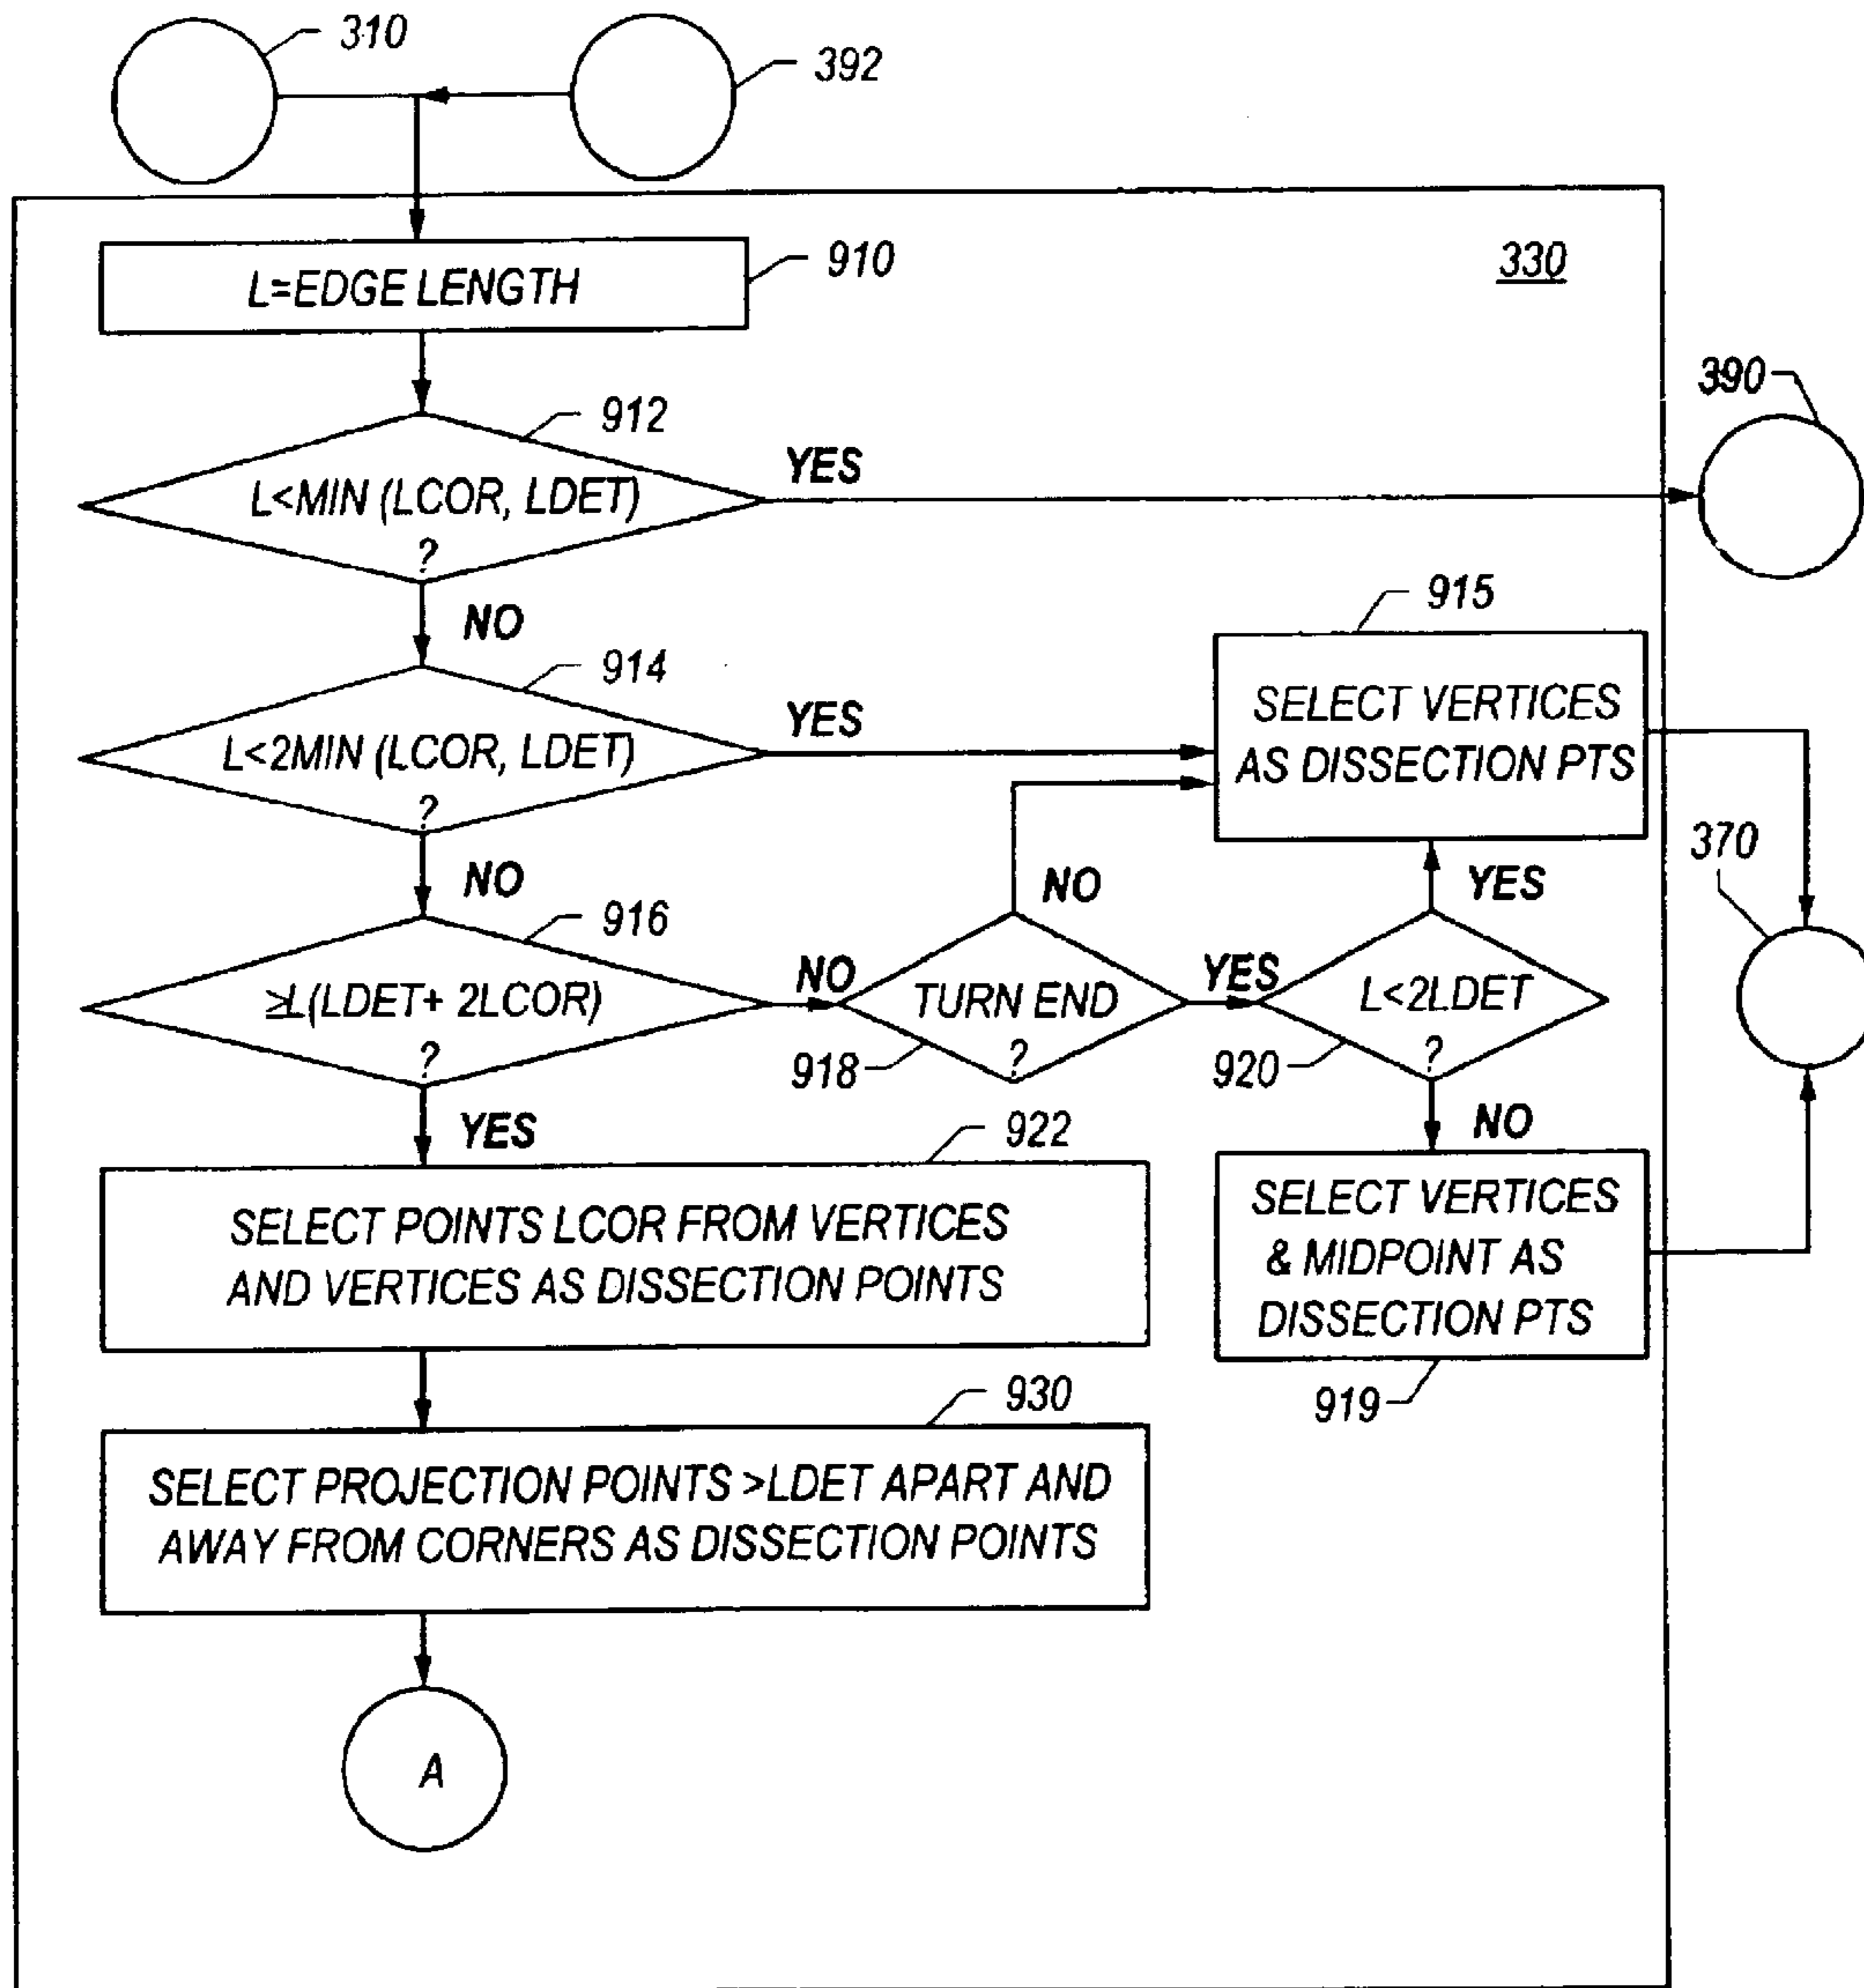 310
392
330
L=EDGE LENGTH
910
390
912
L<MIN (LCOR, LDET)
?
YES
NO
915
914
L<2MIN (LCOR, LDET)
?
YES
SELECT VERTICES
AS DISSECTION PTS
370
NO
NO
YES
916
≥L(LDET+ 2LCOR)
?
NO
TURN END
?
918
YES
L<2LDET
?
920
YES
922
NO
SELECT POINTS LCOR FROM VERTICES
AND VERTICES AS DISSECTION POINTS
SELECT VERTICES
& MIDPOINT AS
DISSECTION PTS
919
930
SELECT PROJECTION POINTS >LDET APART AND
AWAY FROM CORNERS AS DISSECTION POINTS
A